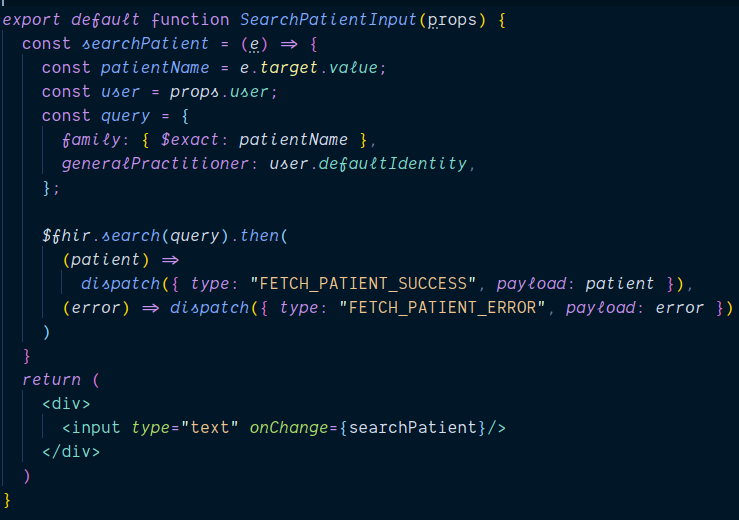 export default function SearchPatientInput(props) {
  const searchPatient = (e) => {
    const patientName = e.target.value;
    const user = props.user;
    const query = {
      family: { $exact: patientName },
      generalPractitioner: user.defaultIdentity,
    };

    $fhir.search(query).then(
      (patient) =>
        dispatch({ type: "FETCH_PATIENT_SUCCESS", payload: patient }),
      (error) => dispatch({ type: "FETCH_PATIENT_ERROR", payload: error })
    )
  }
  return (
    <div>
      <input type="text" onChange={searchPatient}/>
    </div>
  )
}